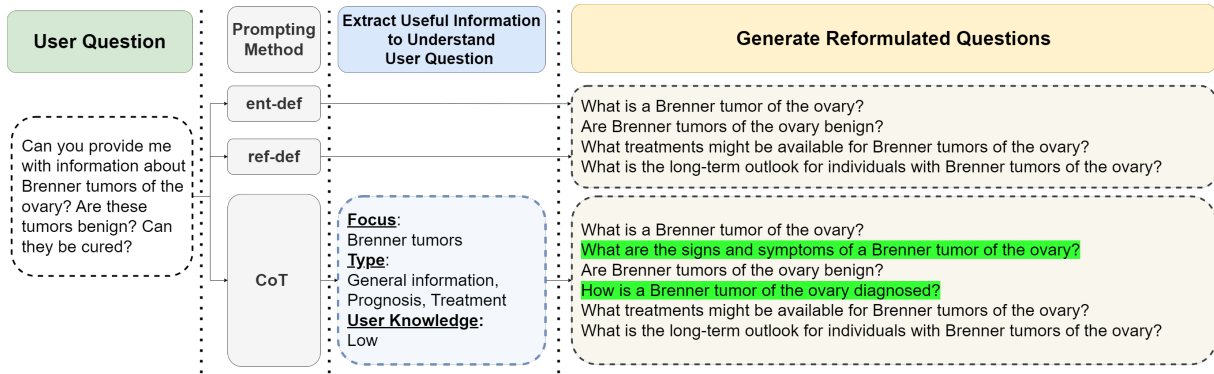 User Question
Prompting
Method
Extract Useful Information
to Understand
User Question
Generate Reformulated Questions
Can you provide me
with information about
Brenner tumors of the
ovary? Are these
tumors benign? Can
they be cured?
ent-def
ref-def
CoT
Focus:
Brenner tumors
Type:
General information,
Prognosis, Treatment
User Knowledge:
Low
What is a Brenner tumor of the ovary?
Are Brenner tumors of the ovary benign?
What treatments might be available for Brenner tumors of the ovary?
What is the long-term outlook for individuals with Brenner tumors of the ovary?
What is a Brenner tumor of the ovary?
What are the signs and symptoms of a Brenner tumor of the ovary?
Are Brenner tumors of the ovary benign?
How is a Brenner tumor of the ovary diagnosed?
What treatments might be available for Brenner tumors of the ovary?
What is the long-term outlook for individuals with Brenner tumors of the ovary?